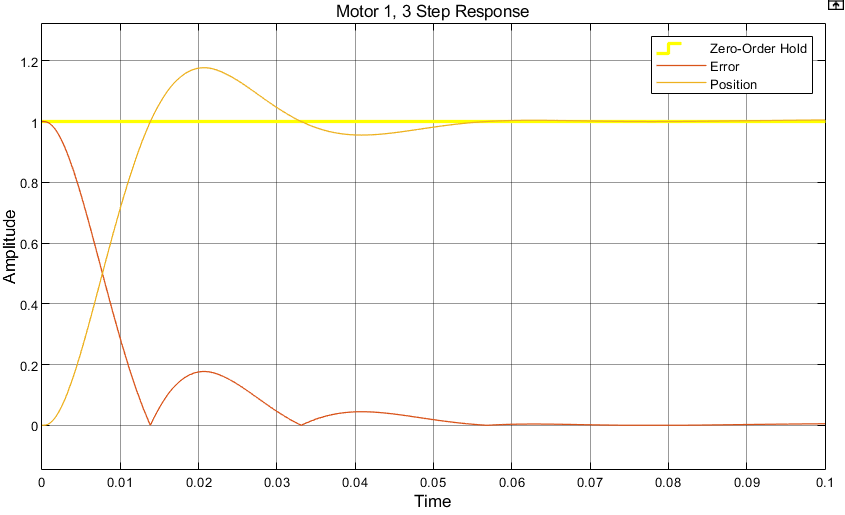 Motor 1, 3 Step Response
Zero-Order Hold
Error
Position
1.2
1
0.8
0.6
0.4
0.2
0
Amplitude
0 0.01 0.02 0.03 0.04 0.05 0.06 0.07 0.08 0.09 0.1
Time